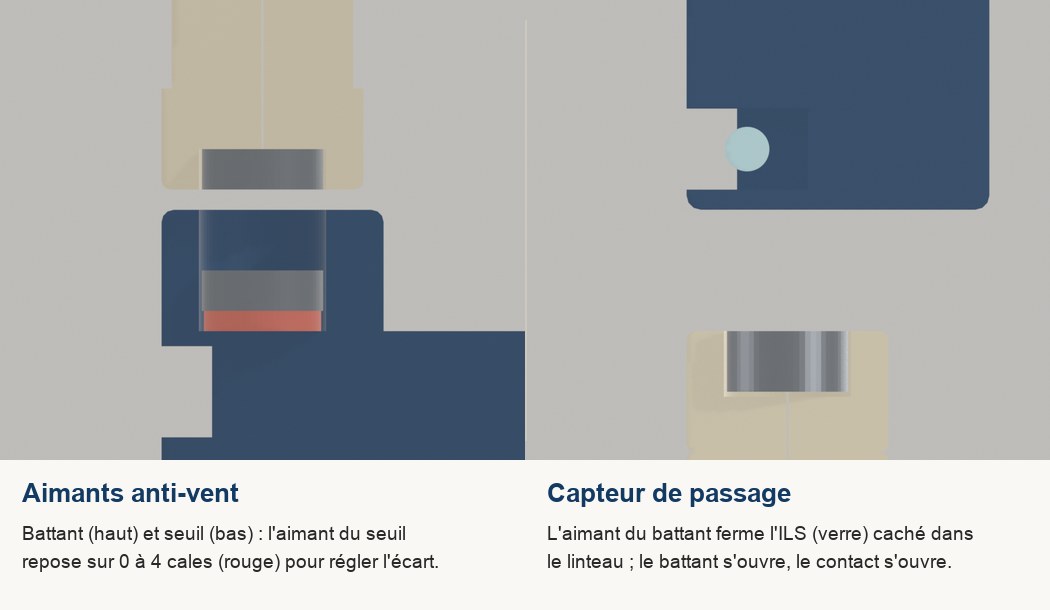 Aimants anti-vent
Battant (haut) et seuil (bas) : l'aimant du seuil
repose sur 0 à 4 cales (rouge) pour régler l'écart.
Capteur de passage
L'aimant du battant ferme l'ILS (verre) caché dans
le linteau ; le battant s'ouvre, le contact s'ouvre.